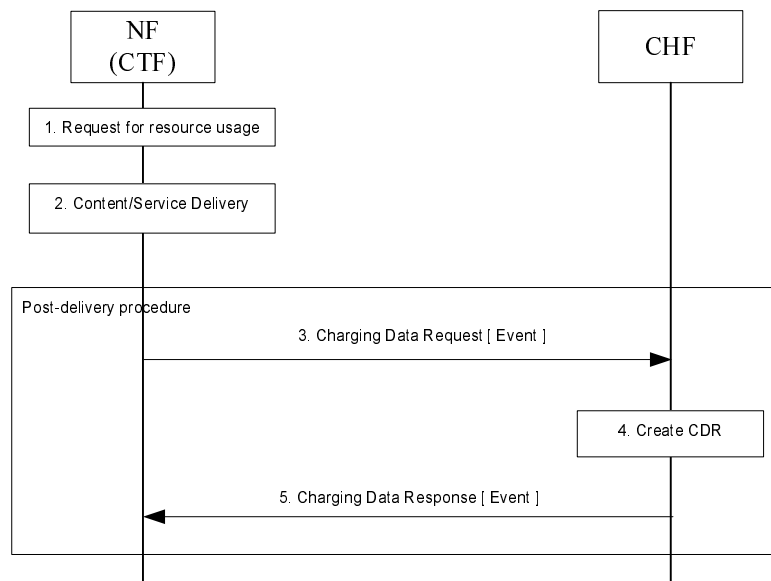 NF
(CTF)
CHF
1. Request for resource usage
2. Content/Service Delivery
Post-delivery procedure
3. Charging Data Request [ Event ]
4. Create CDR
5. Charging Data Response [ Event ]